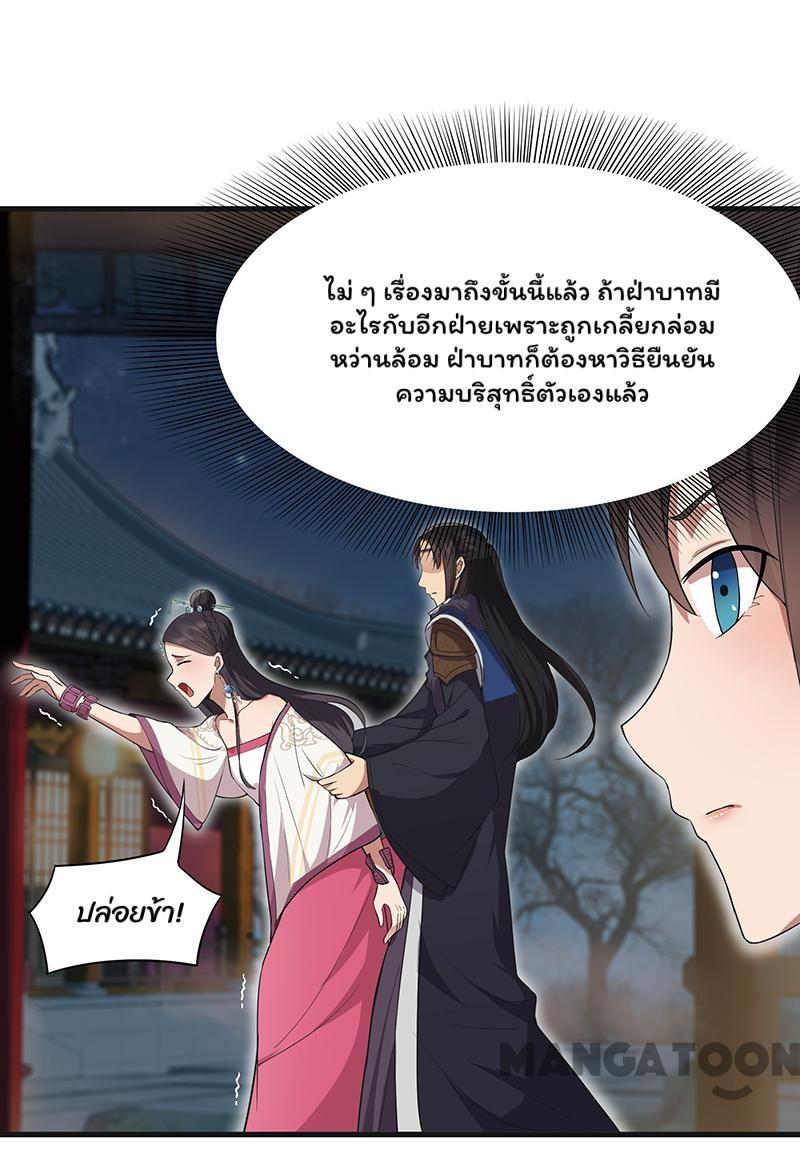 ไม่ ๆ เรื่องมาถึงขั้นนี้แล้ว ถ้าฝ่าบาทมี
อะไรกับอีกฝ่ายเพราะถูกเกลี้ยกล่อม
หว่านล้อม ฝ่าบาทก็ต้องหาวิธียืนยัน
ความบริสุทธิ์ตัวเองแล้ว
ปล่อยข้า!
MANGATOON